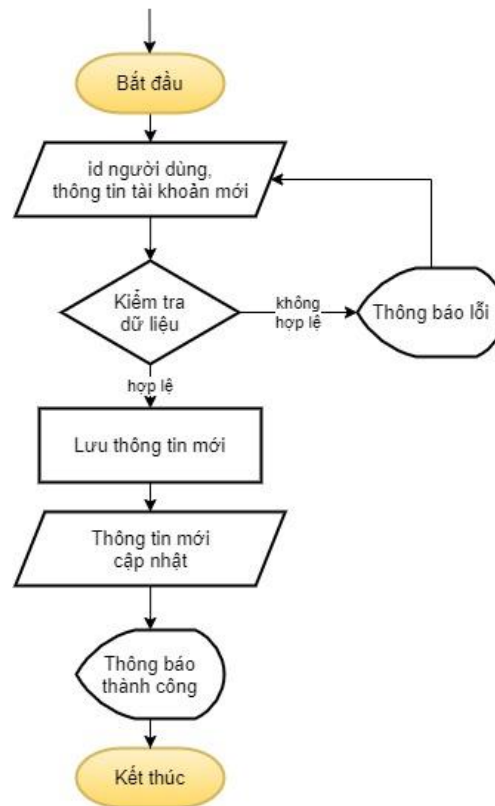 Bắt đầu
id người dùng,
thông tin tài khoản mới
Kiểm tra
dữ liệu
không
hợp lệ
Thông báo lỗi
hợp lệ
Lưu thông tin mới
Thông tin mới
cập nhật
Thông báo
thành công
Kết thúc